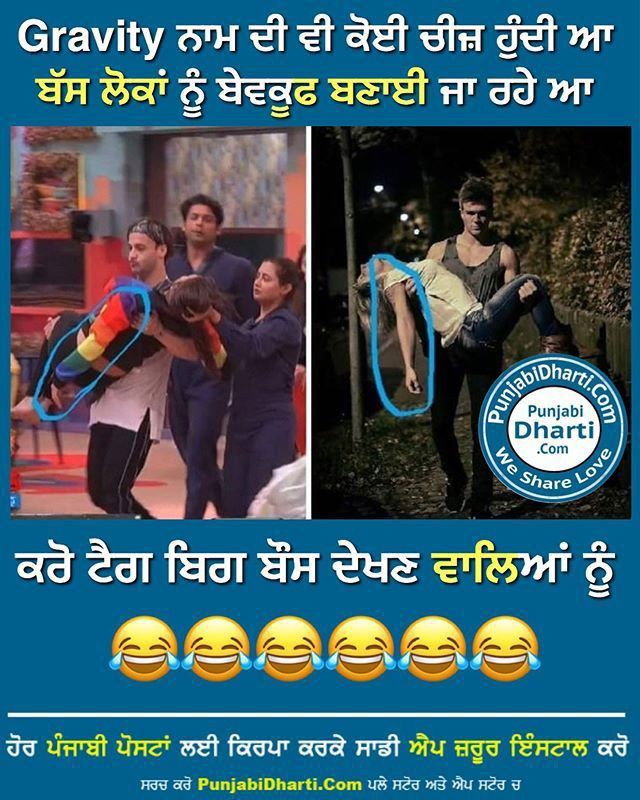 Gravity ਨਾਮ ਦੀ ਵੀ ਕੋਈ ਚੀਜ਼ ਹੁੰਦੀ ਆ
ਬੱਸ ਲੋਕਾਂ ਨੂੰ ਬੇਵਕੂਫ ਬਣਾਈ ਜਾ ਰਹੇ ਆ
PunjabiDharti.Com
Punjabi
Dharti
.Com
We Share Love
ਕਰੋ ਟੈਗ ਬਿਗ ਬੌਸ ਦੇਖਣ ਵਾਲਿਆਂ ਨੂੰ
😂😂😂😂😂😂
ਹੋਰ ਪੰਜਾਬੀ ਪੋਸਟਾਂ ਲਈ ਕਿਰਪਾ ਕਰਕੇ ਸਾਡੀ ਐਪ ਜ਼ਰੂਰ ਇੰਸਟਾਲ ਕਰੋ
ਸਰਚ ਕਰੋ PunjabiDharti.Com ਪਲੇ ਸਟੋਰ ਅਤੇ ਐਪ ਸਟੋਰ ਚ